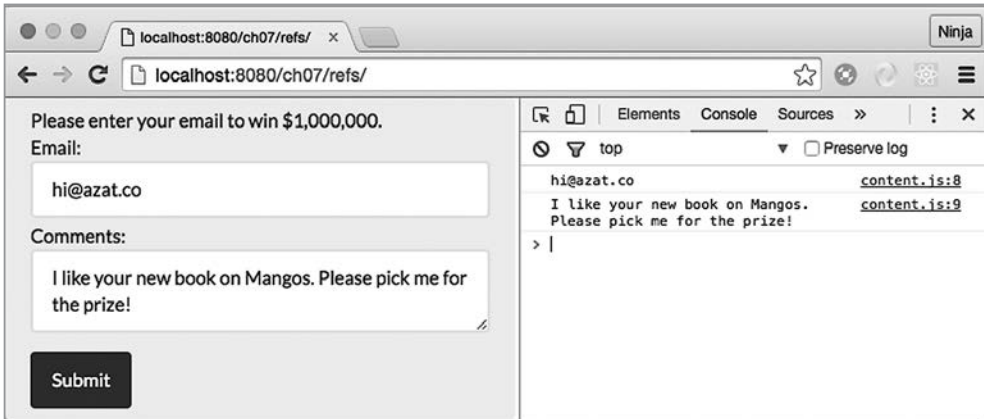 localhost:8080/ch07/refs/ ×
Ninja
localhost:8080/ch07/refs/
Please enter your email to win $1,000,000.
Email:
hi@azat.co
Comments:
I like your new book on Mangos. Please pick me for
the prize!
Submit
Elements Console Sources »
top Preserve log
hi@azat.co content.js:8
I like your new book on Mangos. content.js:9
Please pick me for the prize!
>